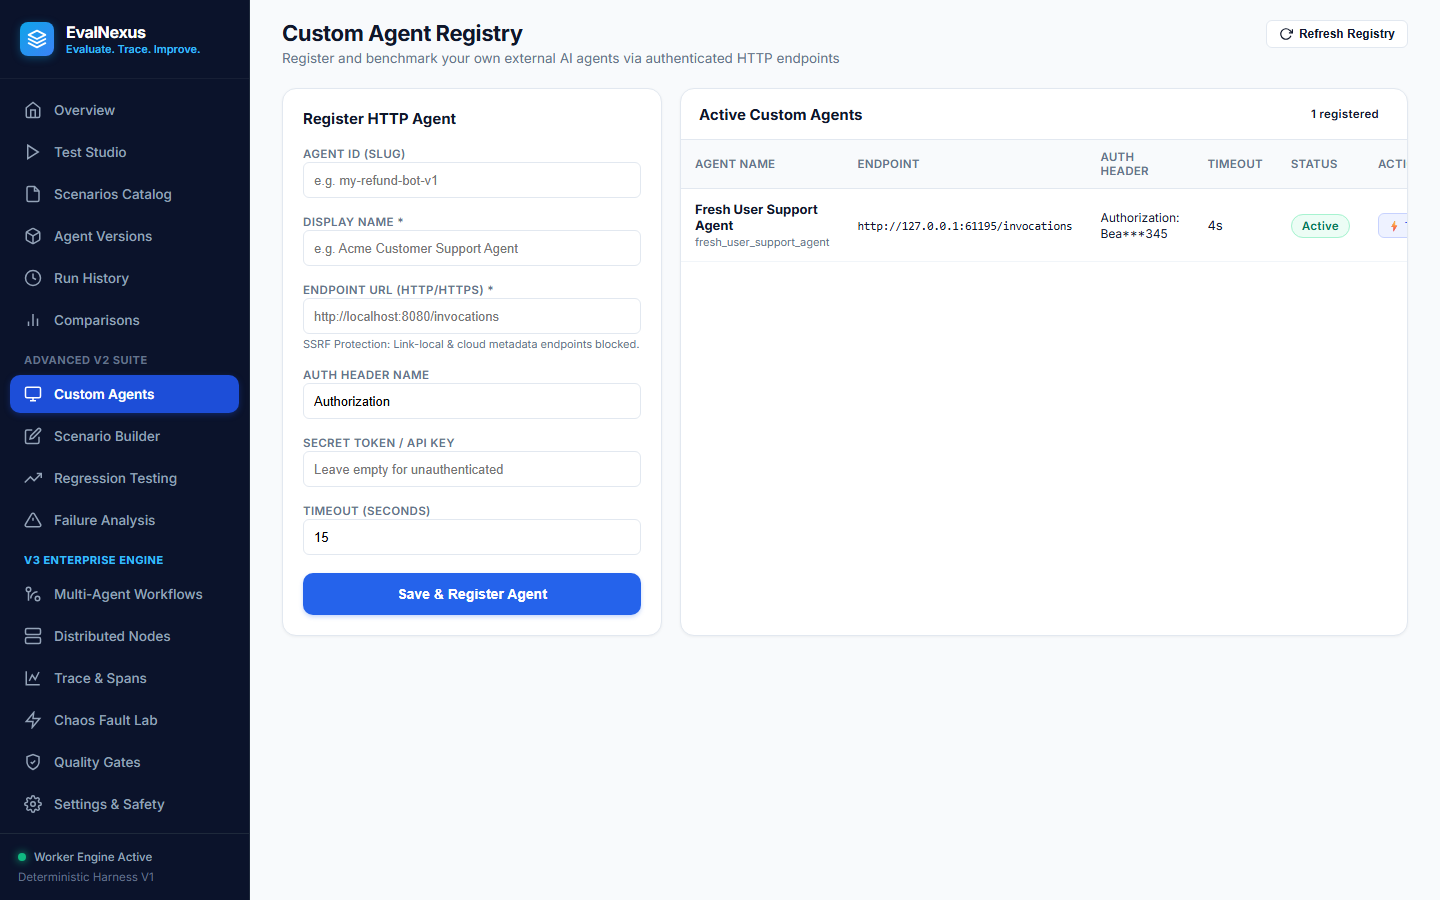 EvalNexus
Evaluate. Trace. Improve.
Overview
Test Studio
Scenarios Catalog
Agent Versions
Run History
Comparisons
ADVANCED V2 SUITE
Custom Agents
Scenario Builder
Regression Testing
Failure Analysis
V3 ENTERPRISE ENGINE
Multi-Agent Workflows
Distributed Nodes
Trace & Spans
Chaos Fault Lab
Quality Gates
Settings & Safety
Worker Engine Active
Deterministic Harness V1
Custom Agent Registry
Register and benchmark your own external AI agents via authenticated HTTP endpoints
Refresh Registry
Register HTTP Agent
AGENT ID (SLUG)
e.g. my-refund-bot-v1
DISPLAY NAME *
e.g. Acme Customer Support Agent
ENDPOINT URL (HTTP/HTTPS) *
http://localhost:8080/invocations
SSRF Protection: Link-local & cloud metadata endpoints blocked.
AUTH HEADER NAME
Authorization
SECRET TOKEN / API KEY
Leave empty for unauthenticated
TIMEOUT (SECONDS)
15
Save & Register Agent
Active Custom Agents
1 registered
AGENT NAME
ENDPOINT
AUTH
HEADER
TIMEOUT
STATUS
ACTI
Fresh User Support
Agent
fresh_user_support_agent
http://127.0.0.1:61195/invocations
Authorization:
Bea***345
4s
Active